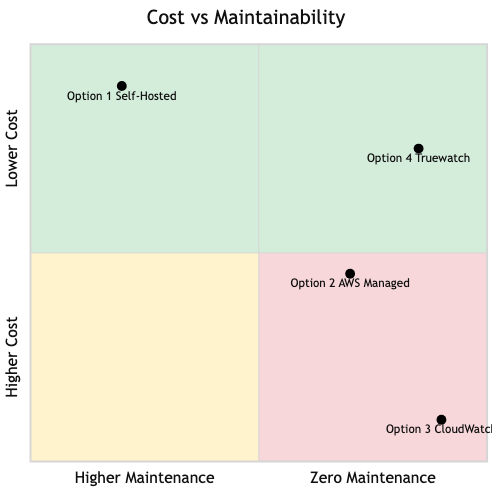 Cost vs Maintainability
Lower Cost
Option 1 Self-Hosted
Option 4 Truewatch
Higher Cost
Option 2 AWS Managed
Option 3 CloudWatch
Higher Maintenance
Zero Maintenance